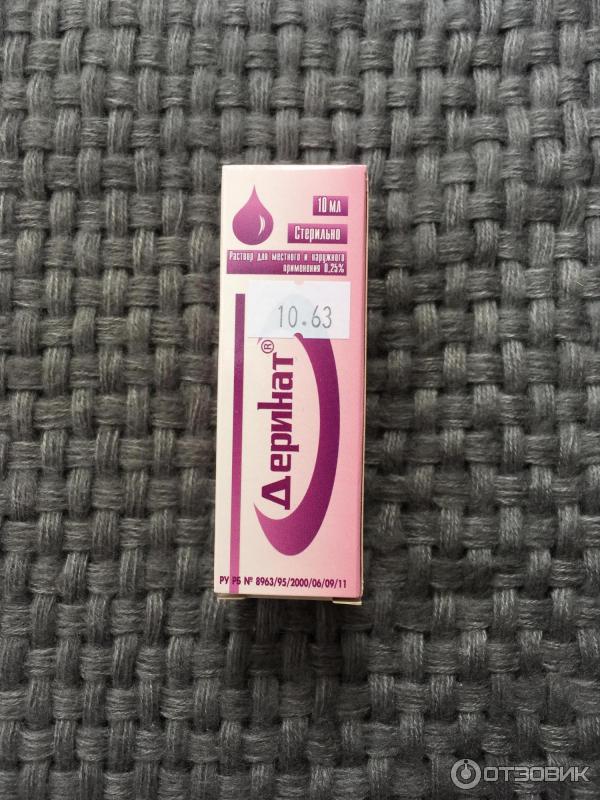 10 мл
Стерильно
Раствор для местного и наружного
применения 0,25%
10.63
Деринат®
РУ РБ № 8963/95/2000/06/09/11
ОТЗОВИК